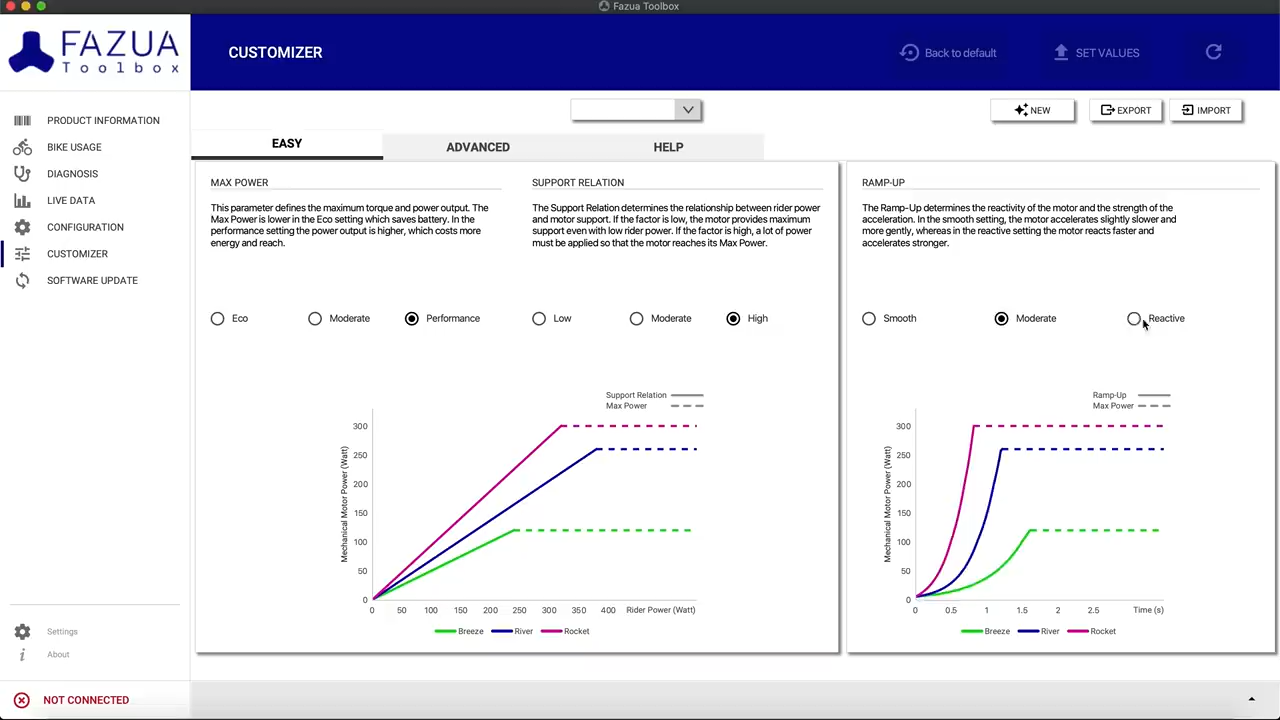 Fazua Toolbox
FAZUA
Toolbox
CUSTOMIZER
Back to default
SET VALUES
NEW
EXPORT
IMPORT
PRODUCT INFORMATION
BIKE USAGE
DIAGNOSIS
LIVE DATA
CONFIGURATION
CUSTOMIZER
SOFTWARE UPDATE
Settings
About
NOT CONNECTED
EASY
ADVANCED
HELP
MAX POWER
This parameter defines the maximum torque and power output. The
Max Power is lower in the Eco setting which saves battery. In the
performance setting the power output is higher, which costs more
energy and reach.
Eco
Moderate
Performance
SUPPORT RELATION
The Support Relation determines the relationship between rider power
and motor support. If the factor is low, the motor provides maximum
support even with low rider power. If the factor is high, a lot of power
must be applied so that the motor reaches its Max Power.
Low
Moderate
High
Support Relation
Max Power
Mechanical Motor Power (Watt)
300
250
200
150
100
50
0
0 50 100 150 200 250 300 350 400 Rider Power (Watt)
Breeze River Rocket
RAMP-UP
The Ramp-Up determines the reactivity of the motor and the strength of the
acceleration. In the smooth setting, the motor accelerates slightly slower and
more gently, whereas in the reactive setting the motor reacts faster and
accelerates stronger.
Smooth
Moderate
Reactive
Ramp-Up
Max Power
Mechanical Motor Power (Watt)
300
250
200
150
100
50
0
0 0.5 1 1.5 2 2.5 Time (s)
Breeze River Rocket